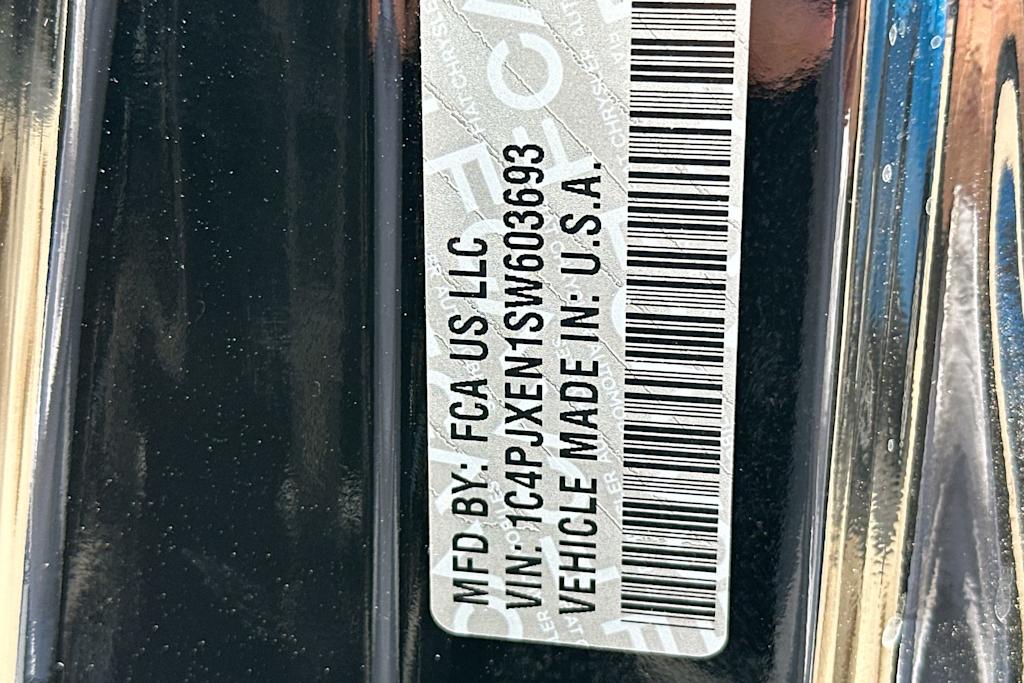 MFD BY: FCA US LLC
VIN: 1C4PJXEN1SW603693
VEHICLE MADE IN: U.S.A.